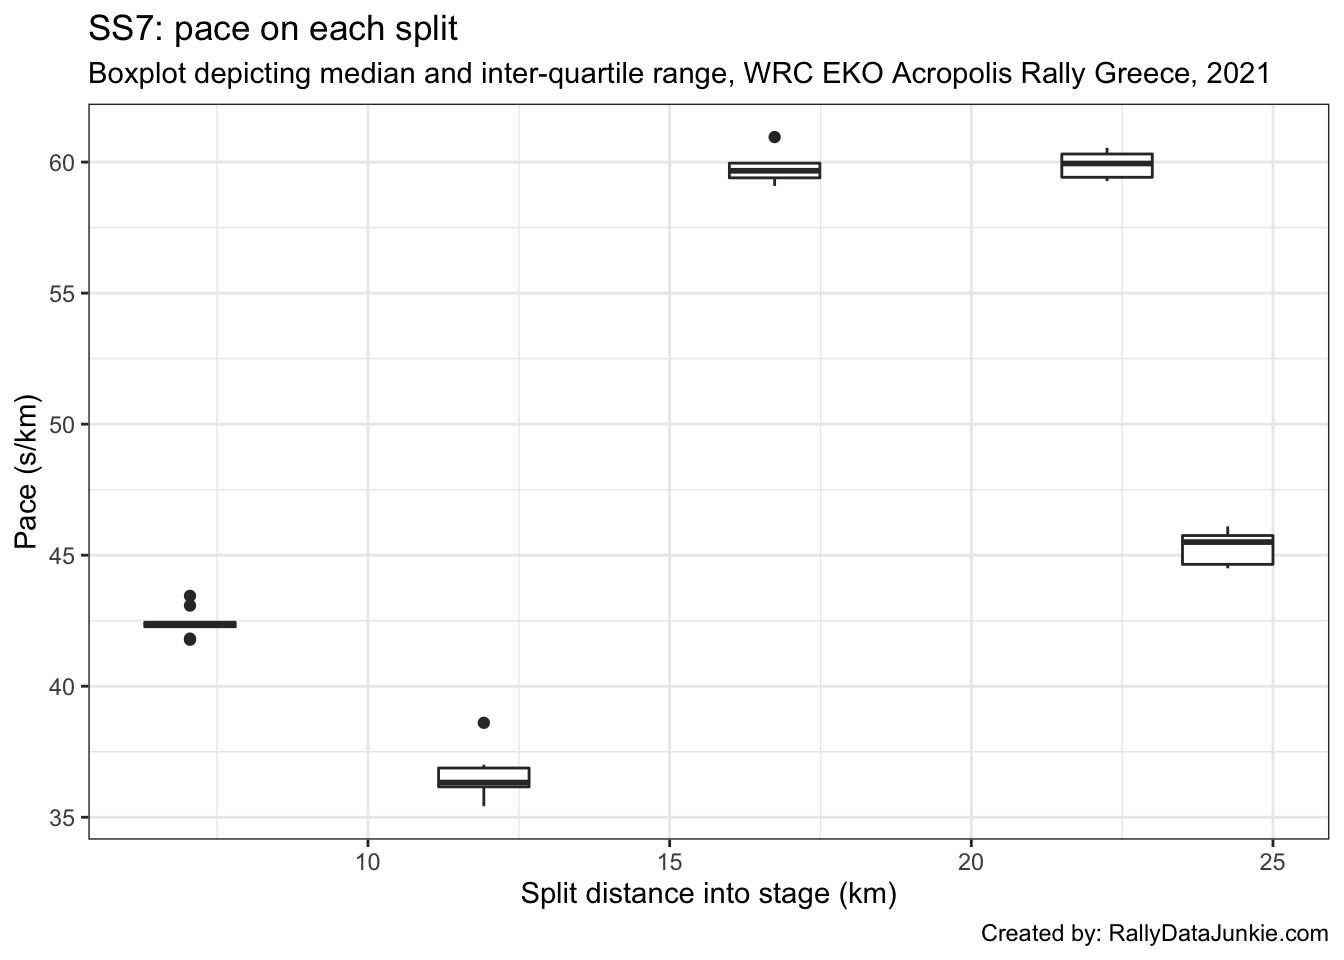 SS7: pace on each split
Boxplot depicting median and inter-quartile range, WRC EKO Acropolis Rally Greece, 2021
60
55
50
45
40
35
Pace (s/km)
10 15 20 25
Split distance into stage (km)
Created by: RallyDataJunkie.com